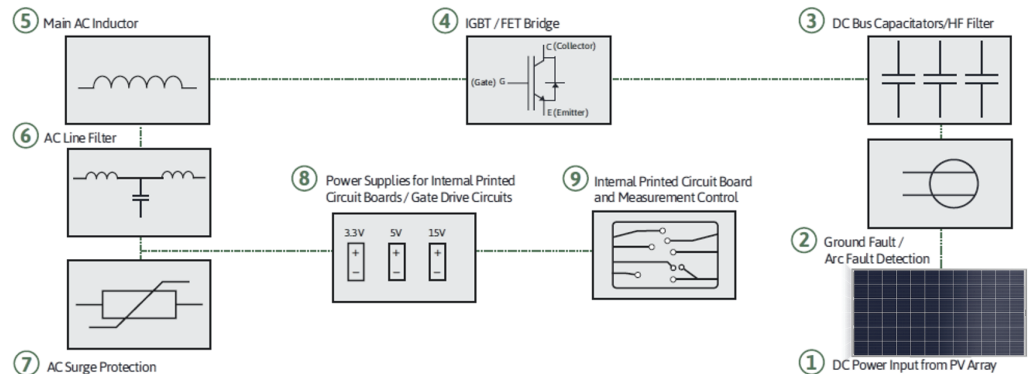 5 Main AC Inductor
4 IGBT / FET Bridge
C (Collector)
(Gate) G
E (Emitter)
3 DC Bus Capacitors/HF Filter
6 AC Line Filter
8 Power Supplies for Internal Printed
Circuit Boards / Gate Drive Circuits
3.3V 5V 15V
+ + +
− − −
9 Internal Printed Circuit Board
and Measurement Control
2 Ground Fault /
Arc Fault Detection
7 AC Surge Protection
1 DC Power Input from PV Array